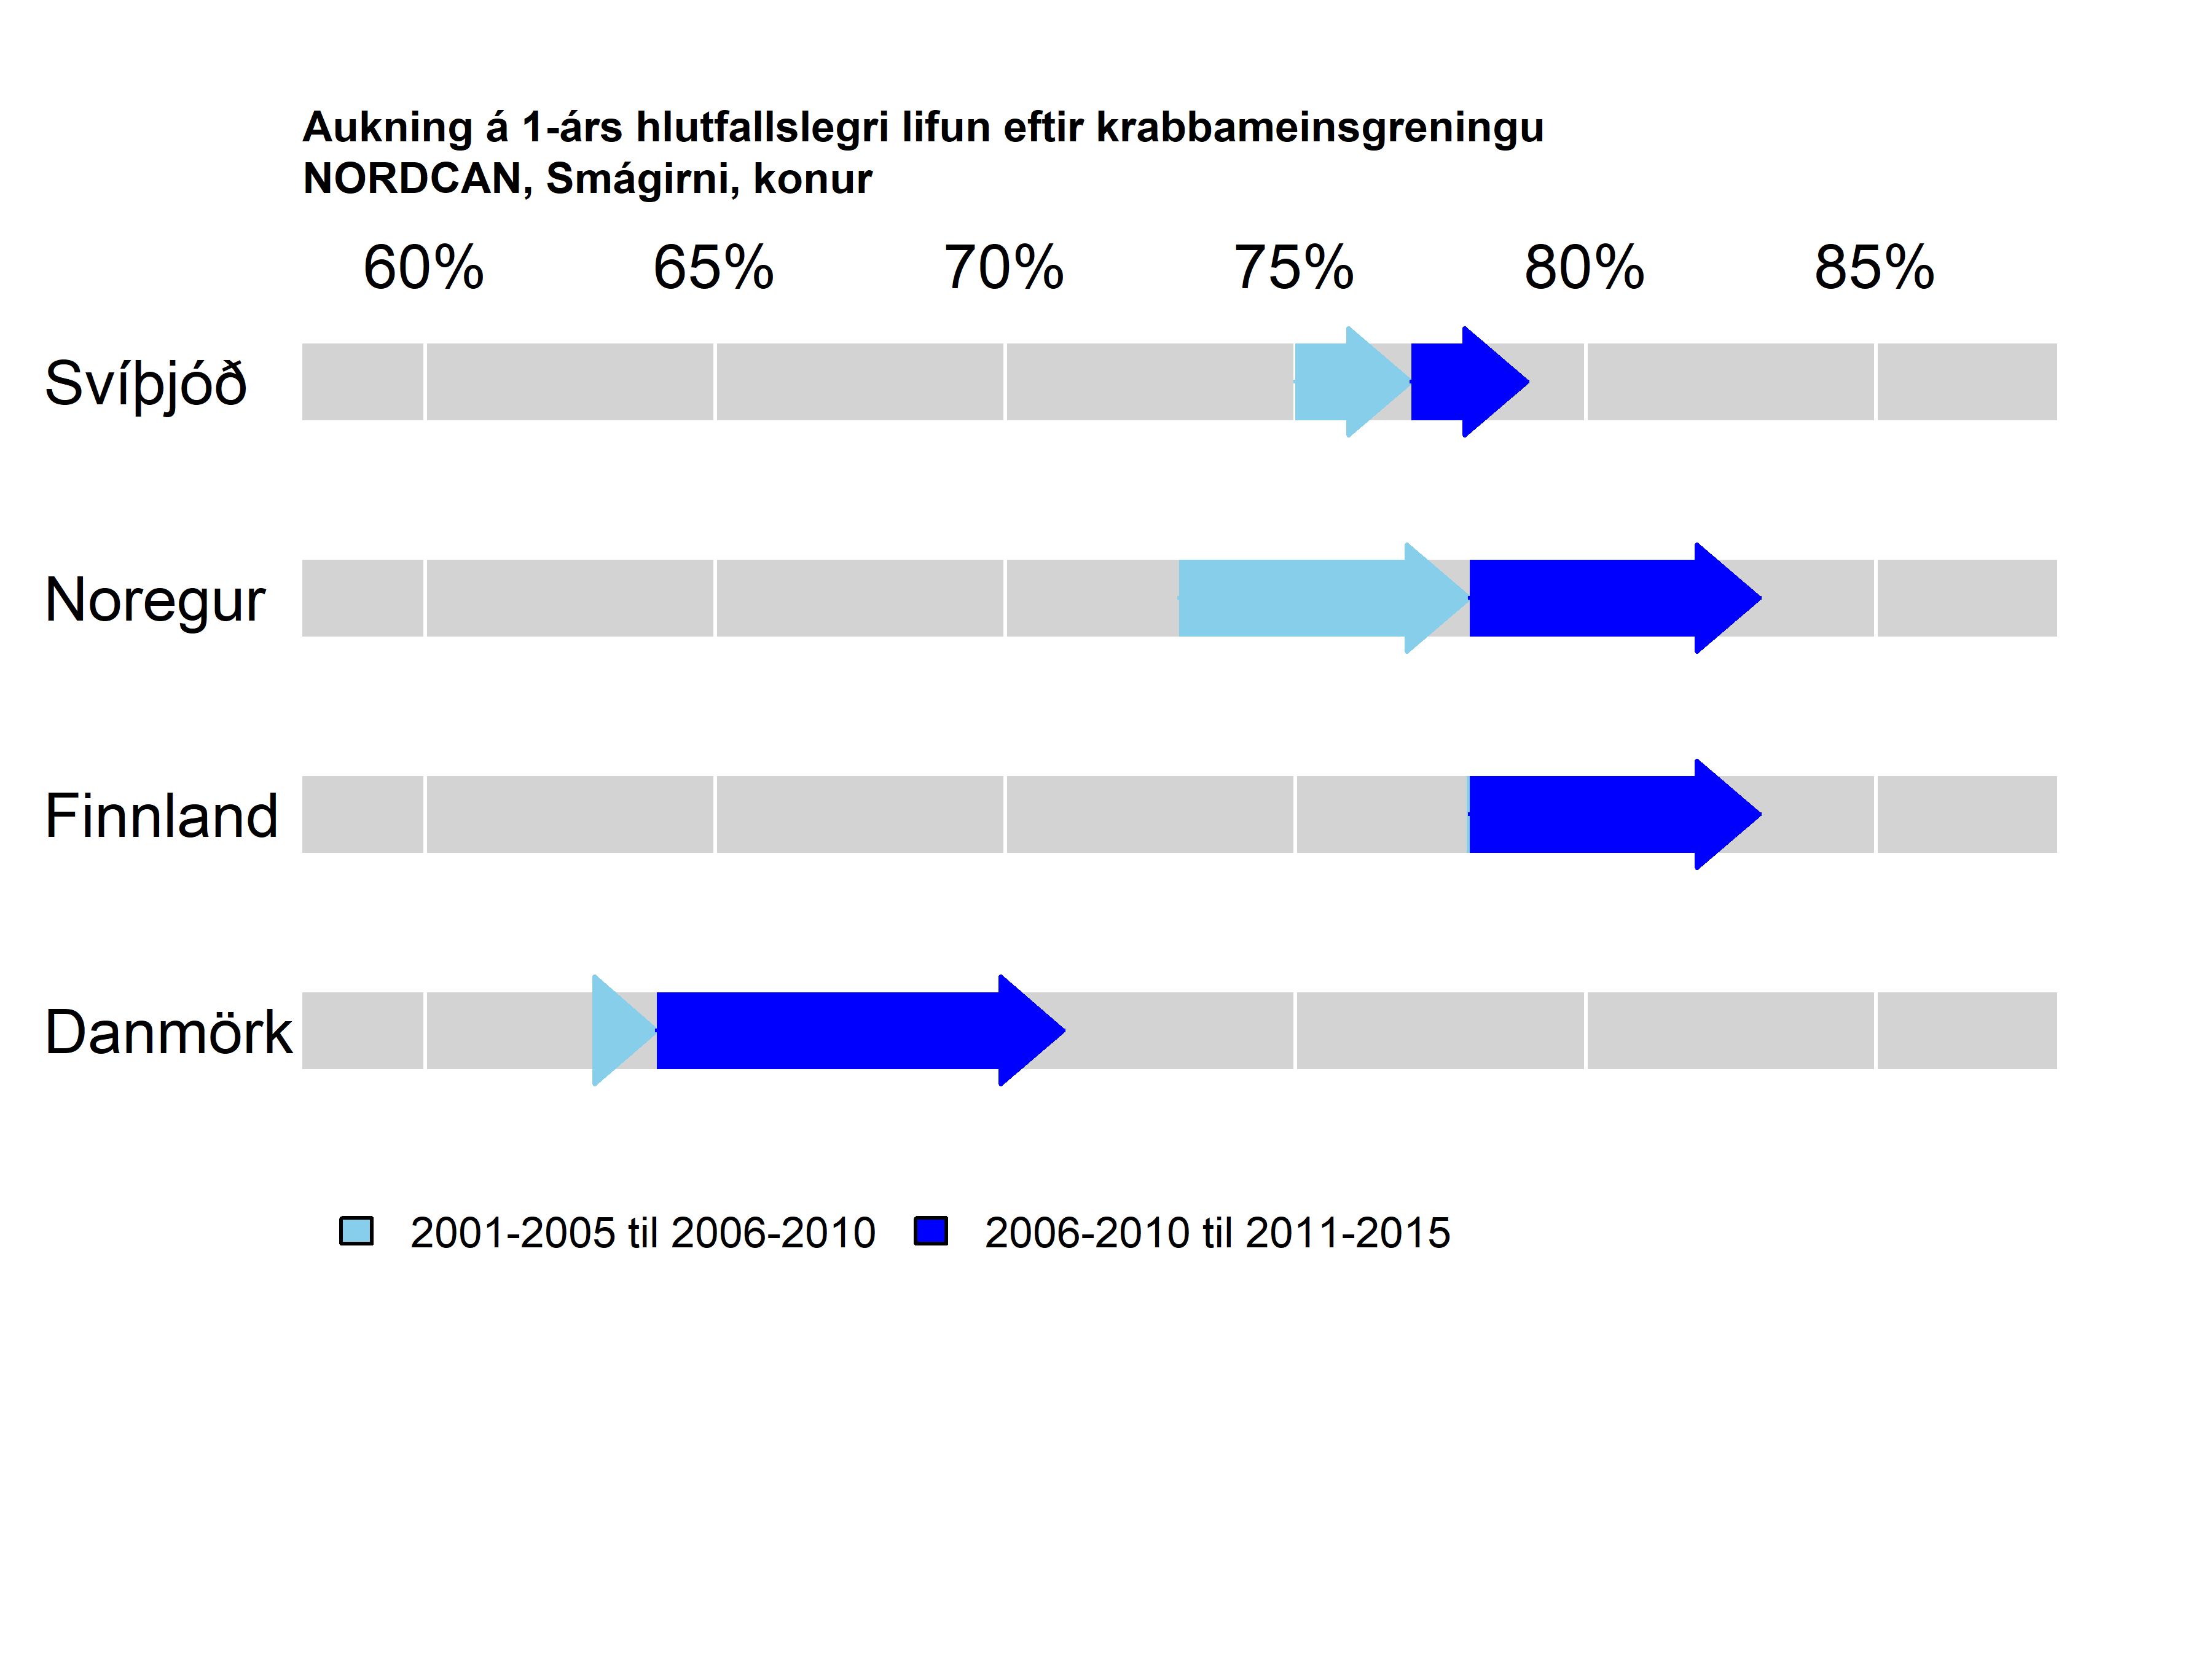 Aukning á 1-árs hlutfallslegri lifun eftir krabbameinsgreningu
NORDCAN, Smágirni, konur
60% 65% 70% 75% 80% 85%
Svíþjóð
Noregur
Finnland
Danmörk
2001-2005 til 2006-2010 2006-2010 til 2011-2015